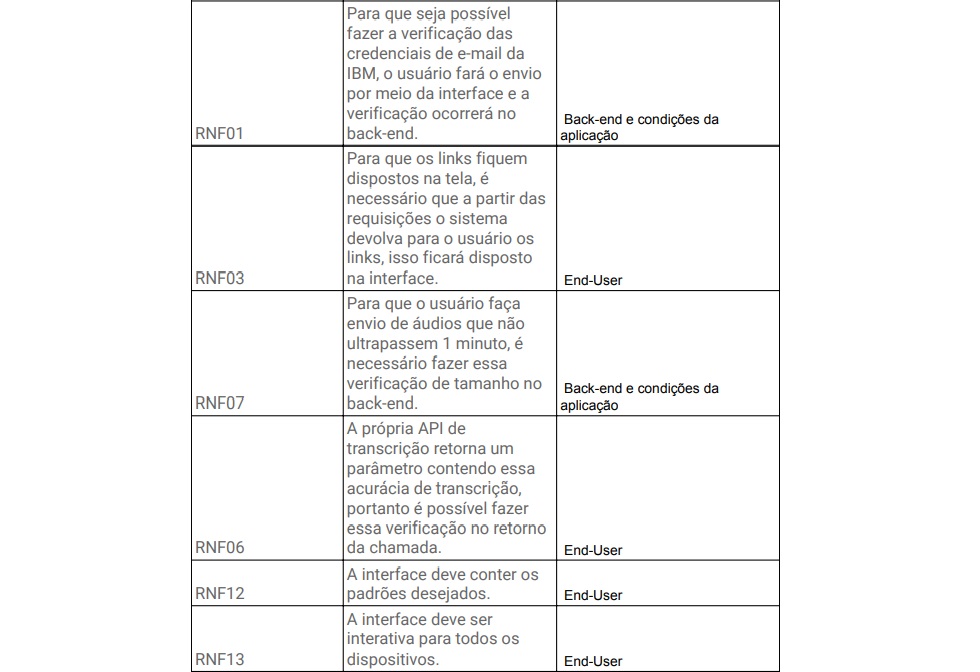 Para que seja possível
fazer a verificação das
credenciais de e-mail da
IBM, o usuário fará o envio
por meio da interface e a
verificação ocorrerá no
back-end.
RNF01
Back-end e condições da
aplicação
Para que os links fiquem
dispostos na tela, é
necessário que a partir das
requisições o sistema
devolva para o usuário os
links, isso ficará disposto
na interface.
RNF03
End-User
Para que o usuário faça
envio de áudios que não
ultrapassem 1 minuto, é
necessário fazer essa
verificação de tamanho no
back-end.
RNF07
Back-end e condições da
aplicação
A própria API de
transcrição retorna um
parâmetro contendo essa
acurácia de transcrição,
portanto é possível fazer
essa verificação no retorno
da chamada.
RNF06
End-User
A interface deve conter os
padrões desejados.
RNF12
End-User
A interface deve ser
interativa para todos os
dispositivos.
RNF13
End-User